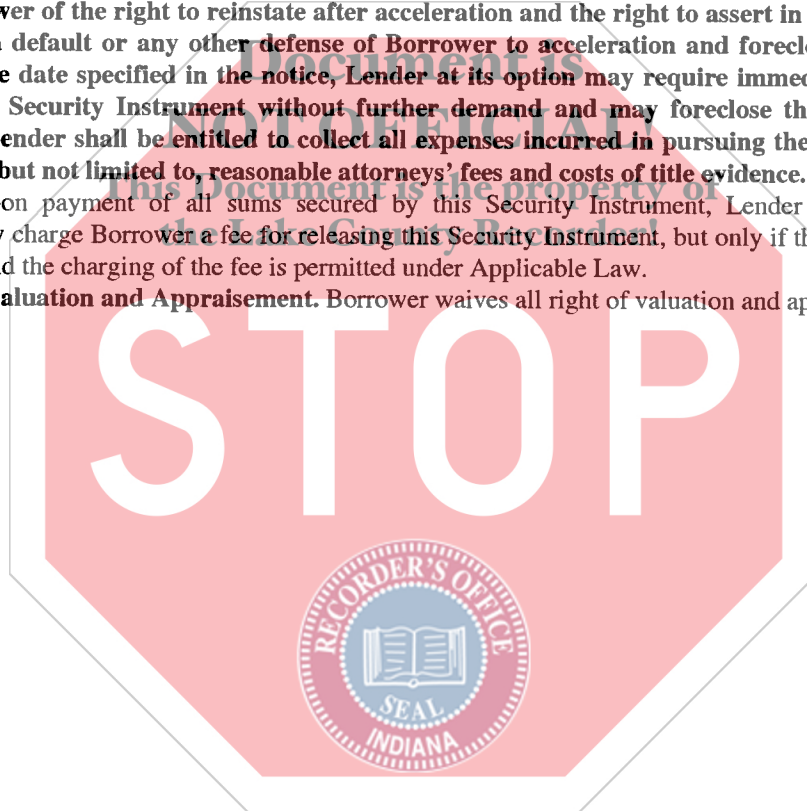 wer of the right to reinstate after acceleration and the right to assert in
default or any other defense of Borrower to acceleration and forecl
e date specified in the notice, Lender at its option may require immed
Security Instrument without further demand and may foreclose th
ender shall be entitled to collect all expenses incurred in pursuing the
but not limited to, reasonable attorneys’ fees and costs of title evidence.
on payment of all sums secured by this Security Instrument, Lender
y charge Borrower a fee for releasing this Security Instrument, but only if th
d the charging of the fee is permitted under Applicable Law.
aluation and Appraisement. Borrower waives all right of valuation and ap
Document is
NOT OFFICIAL!
This Document is the property of
the Lake County Recorder!
STOP
RECORDER'S OFFICE
SEAL
INDIANA